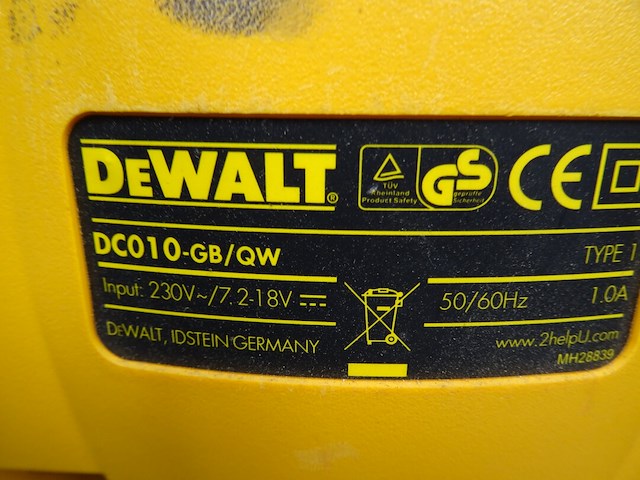 DEWALT®
TÜV
Rheinland
Product Safety
GS
geprüfte
Sicherheit
CE
DC010-GB/QW
TYPE 1
Input: 230V~/7.2-18V ⎓
50/60Hz
1.0A
DEWALT, IDSTEIN GERMANY
www.2helpU.com
MH28839